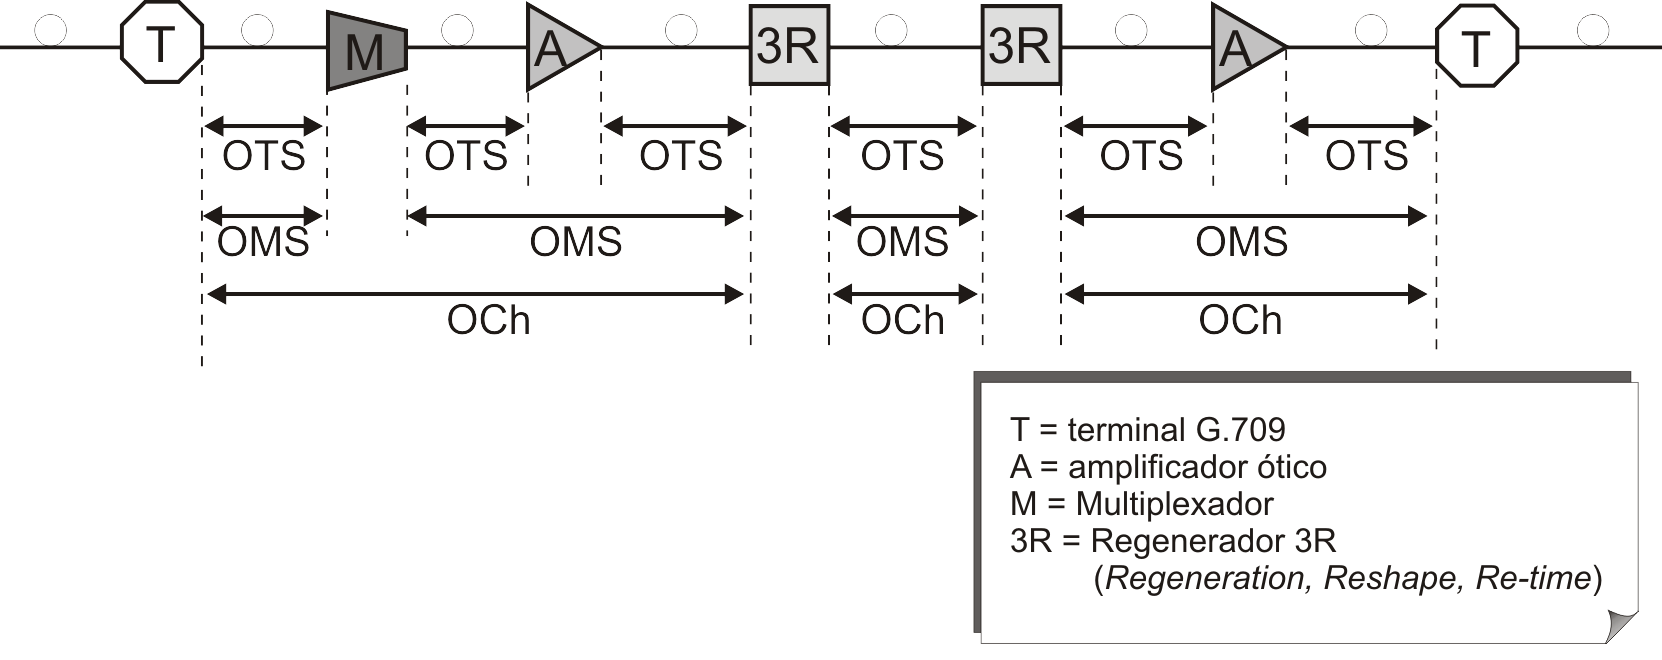 T M A 3R 3R A T
OTS OTS OTS OTS OTS OTS
OMS OMS OMS OMS
OCh OCh OCh
T = terminal G.709
A = amplificador ótico
M = Multiplexador
3R = Regenerador 3R
(Regeneration, Reshape, Re-time)